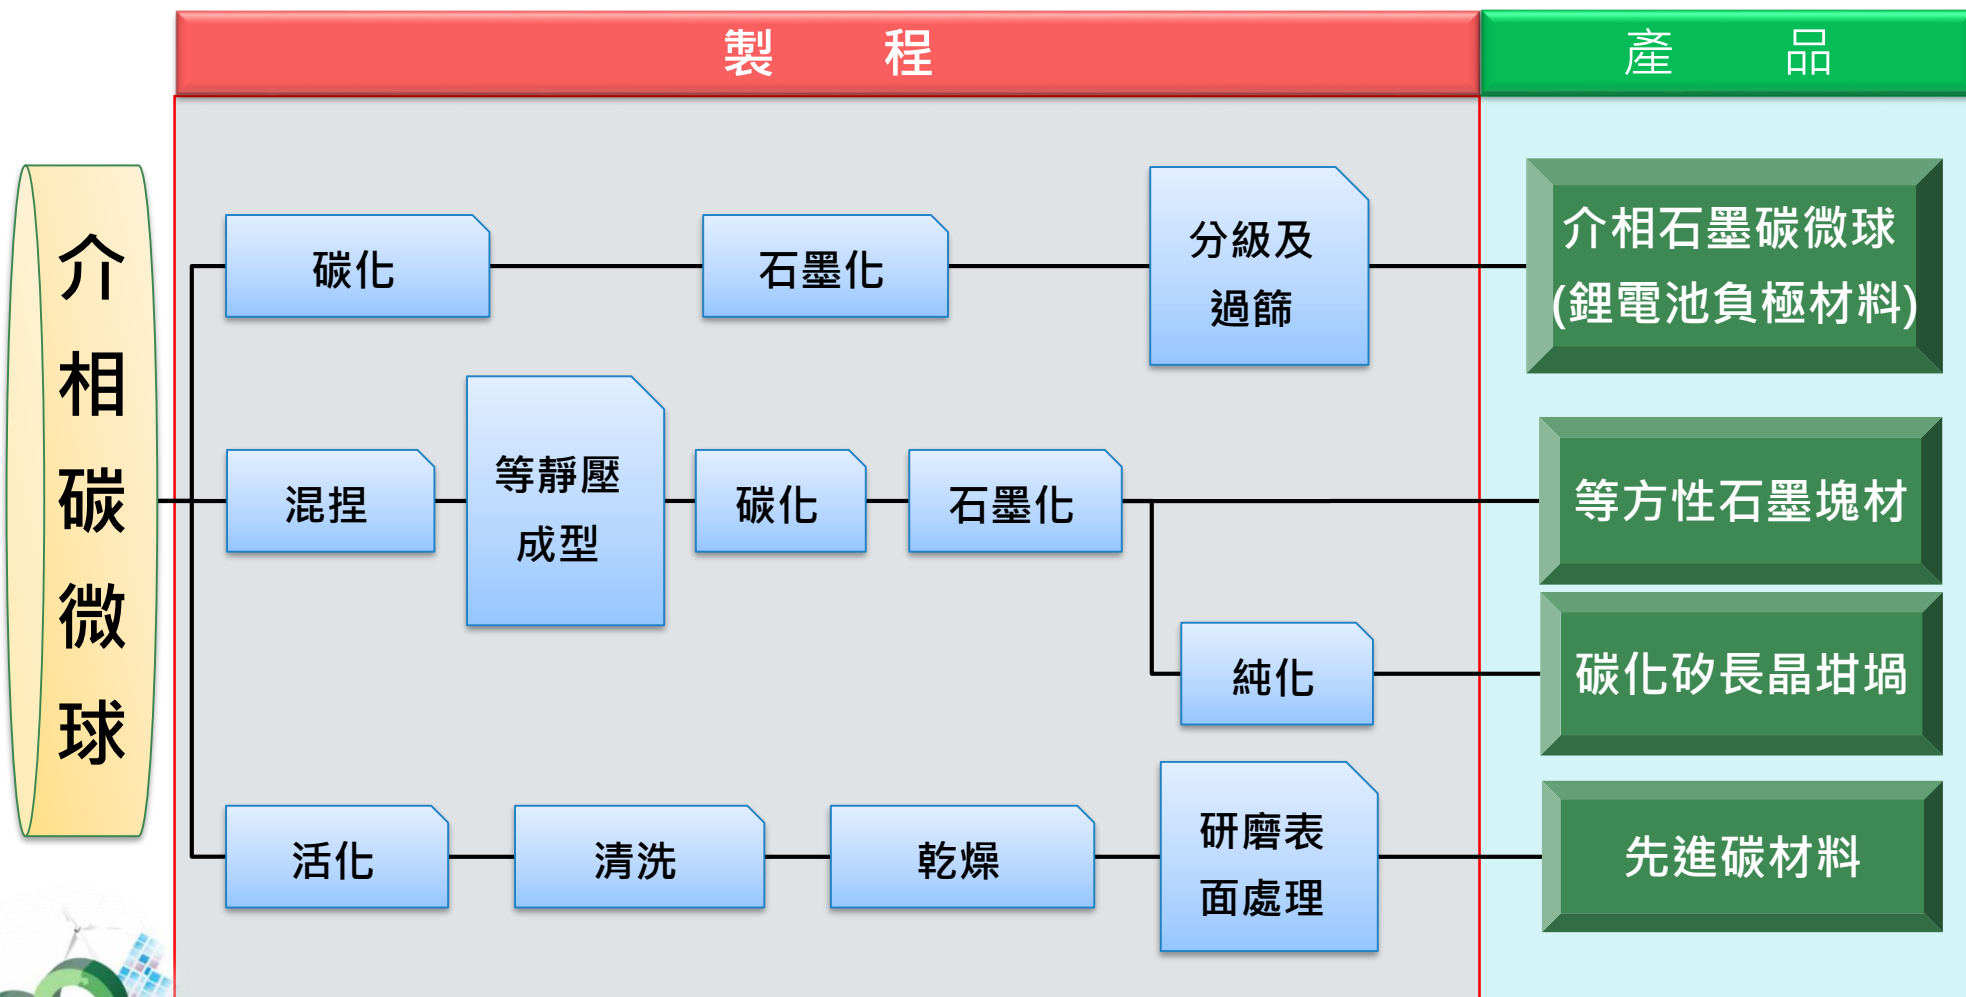 製程
產品
介相碳微球
碳化
石墨化
分級及
過篩
介相石墨碳微球
(鋰電池負極材料)
混捏
等靜壓
成型
碳化
石墨化
等方性石墨塊材
純化
碳化矽長晶坩堝
活化
清洗
乾燥
研磨表
面處理
先進碳材料